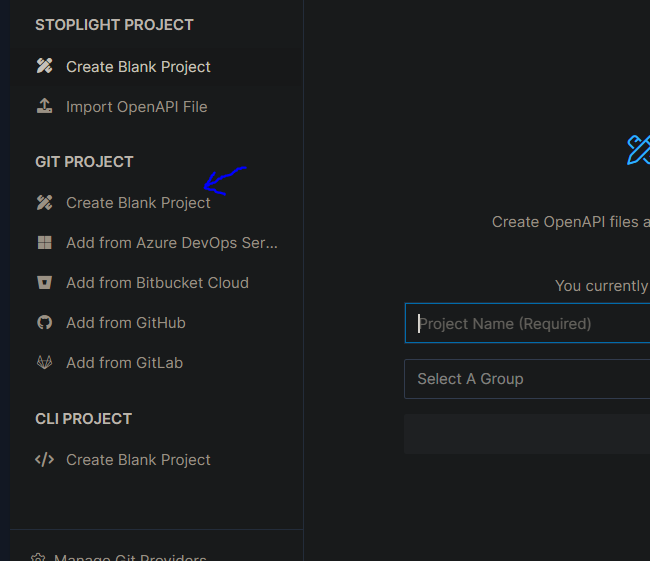 STOPLIGHT PROJECT
Create Blank Project
Import OpenAPI File
GIT PROJECT
Create Blank Project
Add from Azure DevOps Ser...
Add from Bitbucket Cloud
Add from GitHub
Add from GitLab
CLI PROJECT
Create Blank Project
Manage Git Providers
Create OpenAPI files a
You currently
Project Name (Required)
Select A Group